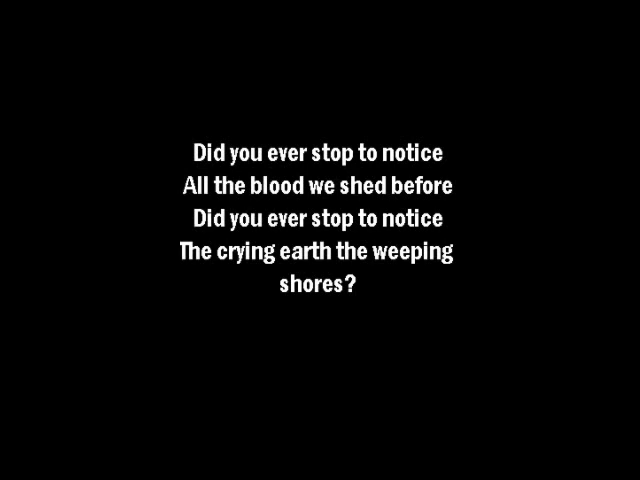 Did you ever stop to notice
All the blood we shed before
Did you ever stop to notice
The crying earth the weeping
shores?